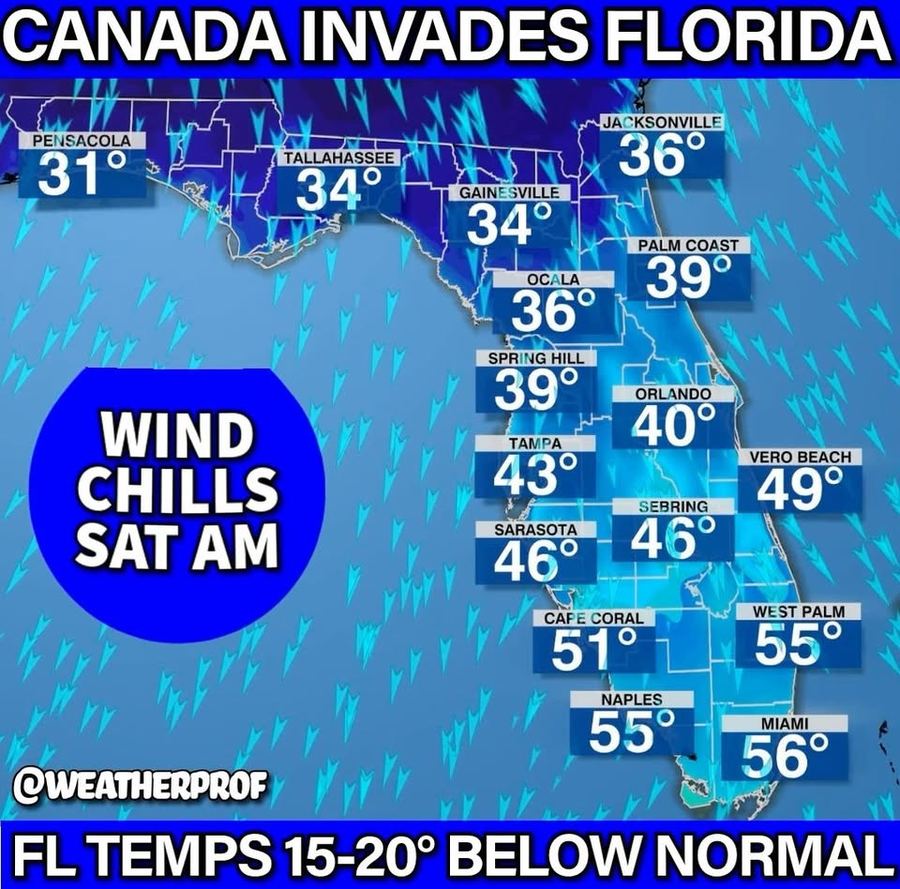 CANADA INVADES FLORIDA
JACKSONVILLE
36°
PENSACOLA
31°
TALLAHASSEE
34°
GAINESVILLE
34°
PALM COAST
39°
OCALA
36°
SPRING HILL
39°
ORLANDO
40°
WIND
CHILLS
SAT AM
TAMPA
43°
VERO BEACH
49°
SEBRING
46°
SARASOTA
46°
CAPE CORAL
51°
WEST PALM
55°
NAPLES
55°
MIAMI
56°
@WEATHERPROF
FL TEMPS 15-20° BELOW NORMAL